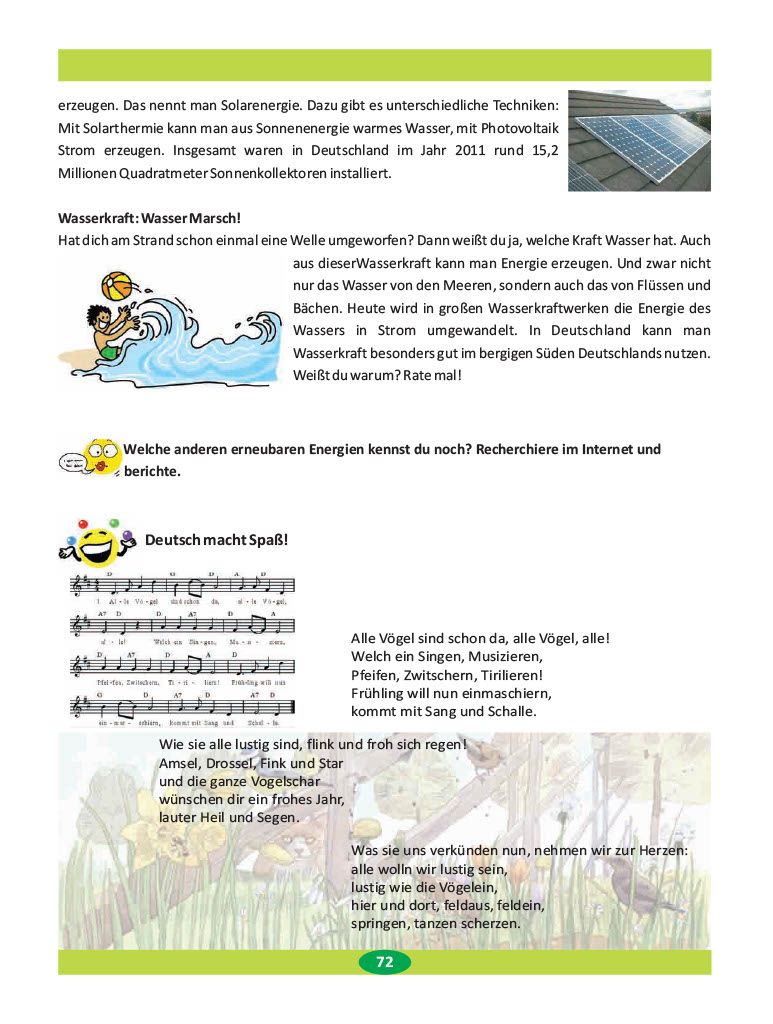 erzeugen. Das nennt man Solarenergie. Dazu gibt es unterschiedliche Techniken:
Mit Solarthermie kann man aus Sonnenenergie warmes Wasser, mit Photovoltaik
Strom erzeugen. Insgesamt waren in Deutschland im Jahr 2011 rund 15,2
Millionen Quadratmeter Sonnenkollektoren installiert.
Wasserkraft: Wasser Marsch!
Hat dich am Strand schon einmal eine Welle umgeworfen? Dann weißt du ja, welche Kraft Wasser hat. Auch
aus dieserWasserkraft kann man Energie erzeugen. Und zwar nicht
nur das Wasser von den Meeren, sondern auch das von Flüssen und
Bächen. Heute wird in großen Wasserkraftwerken die Energie des
Wassers in Strom umgewandelt. In Deutschland kann man
Wasserkraft besonders gut im bergigen Süden Deutschlands nutzen.
Weißt du warum? Rate mal!
Welche anderen erneubaren Energien kennst du noch? Recherchiere im Internet und
berichte.
Deutsch macht Spaß!
D G D A D
1. Al - le Vö - gel sind schon da, al - le Vö - gel,
A7 D D A7 D A
al - le! Welch ein Sin - gen, Mu - si - zieren,
D A7 D A D
Pfei - fen, Zwitschern, Ti - ri - liern! Früh - ling will nun
G D A7 D A7 D
ein - mar - schiern, kommt mit Sang und Schal - le.
Alle Vögel sind schon da, alle Vögel, alle!
Welch ein Singen, Musizieren,
Pfeifen, Zwitschern, Tirilieren!
Frühling will nun einmaschiern,
kommt mit Sang und Schalle.
Wie sie alle lustig sind, flink und froh sich regen!
Amsel, Drossel, Fink und Star
und die ganze Vogelschar
wünschen dir ein frohes Jahr,
lauter Heil und Segen.
Was sie uns verkünden nun, nehmen wir zur Herzen:
alle wolln wir lustig sein,
lustig wie die Vögelein,
hier und dort, feldaus, feldein,
springen, tanzen scherzen.
72